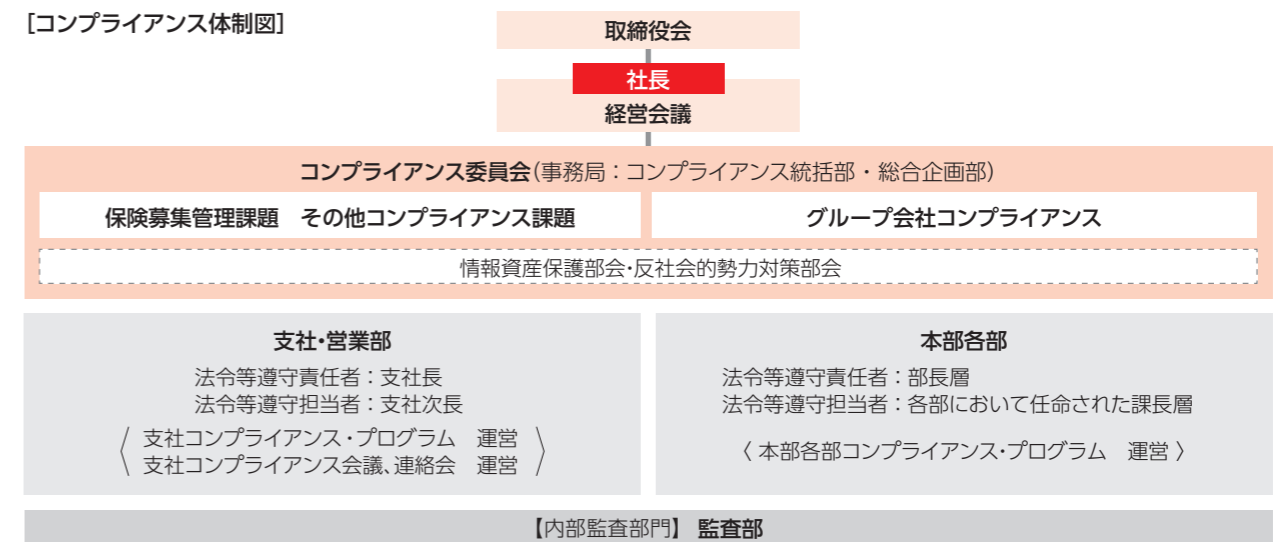 [コンプライアンス体制図]
取締役会
社長
経営会議
コンプライアンス委員会(事務局：コンプライアンス統括部・総合企画部)
保険募集管理課題　その他コンプライアンス課題
グループ会社コンプライアンス
情報資産保護部会・反社会的勢力対策部会
支社・営業部
法令等遵守責任者：支社長
法令等遵守担当者：支社次長
支社コンプライアンス・プログラム　運営
支社コンプライアンス会議、連絡会　運営
本部各部
法令等遵守責任者：部長層
法令等遵守担当者：各部において任命された課長層
〈 本部各部コンプライアンス・プログラム　運営 〉
【内部監査部門】 監査部